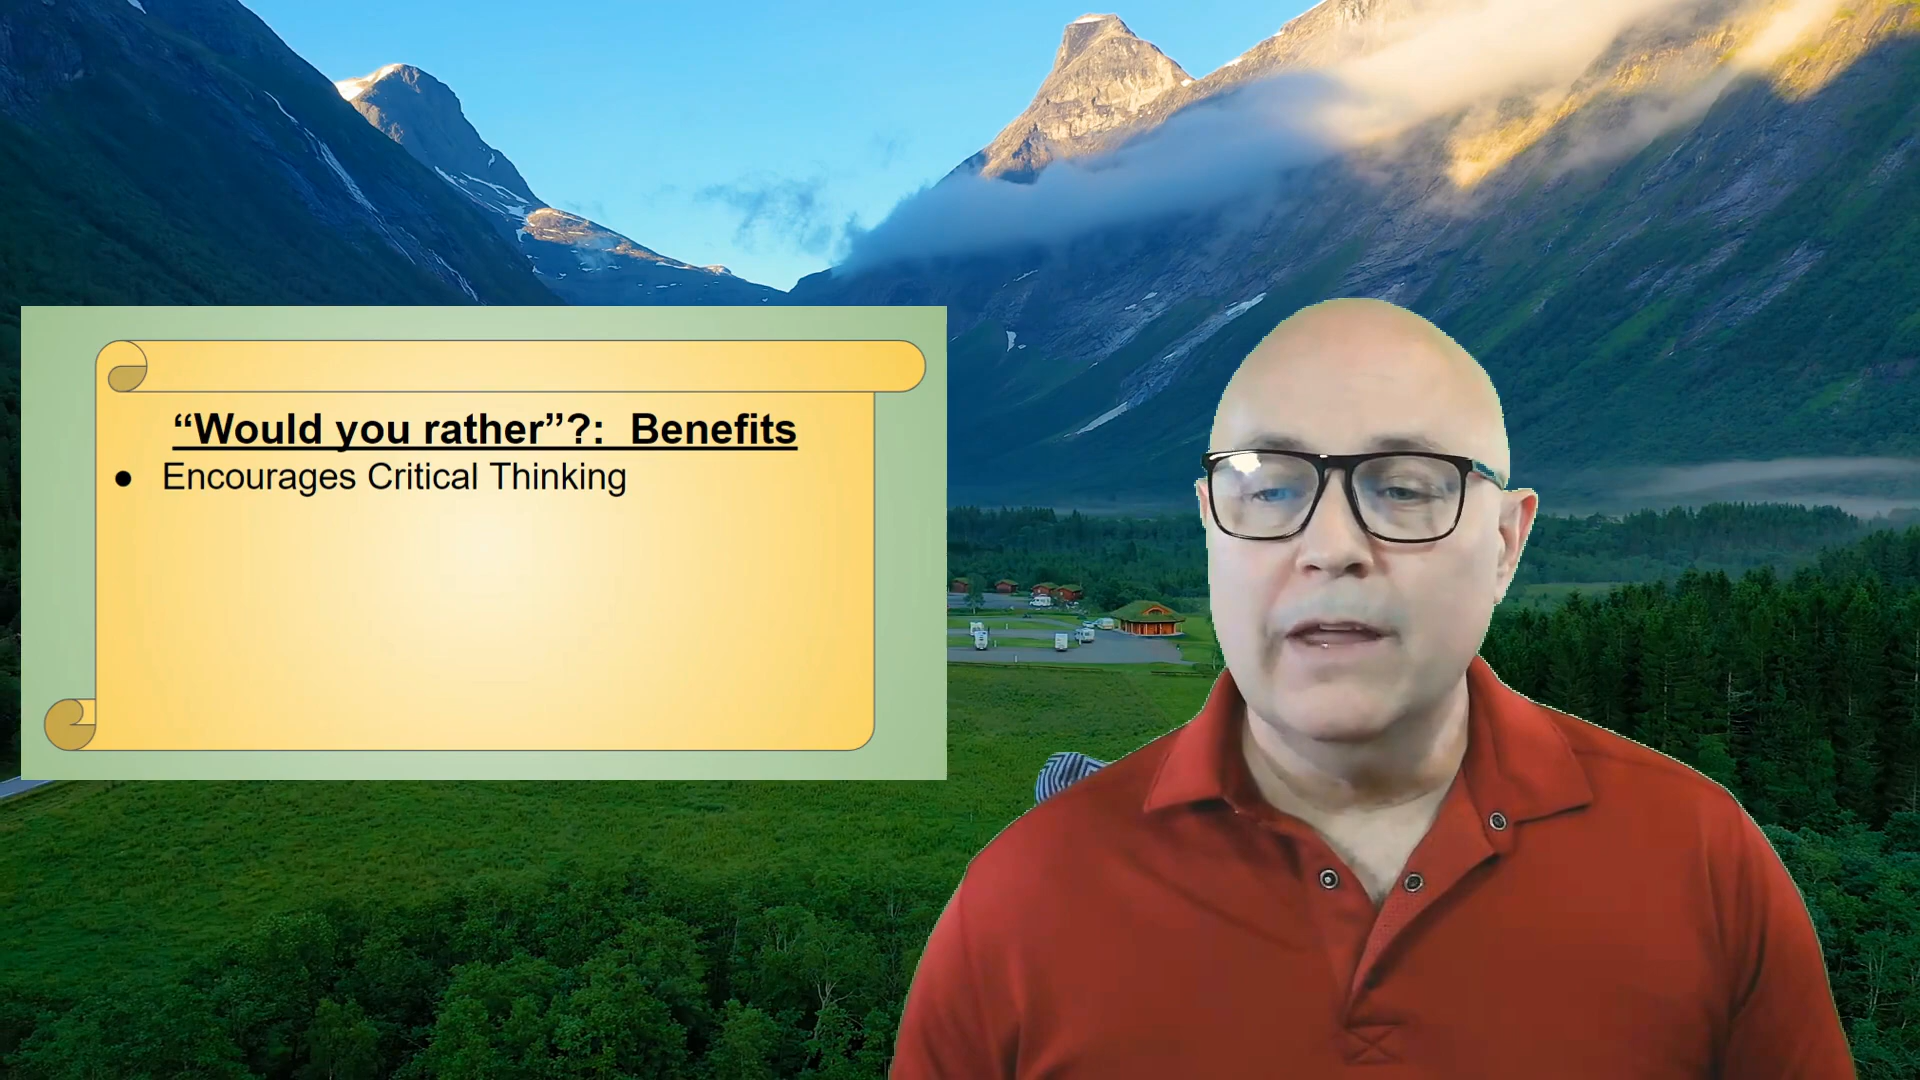 “Would you rather”?:  Benefits
● Encourages Critical Thinking